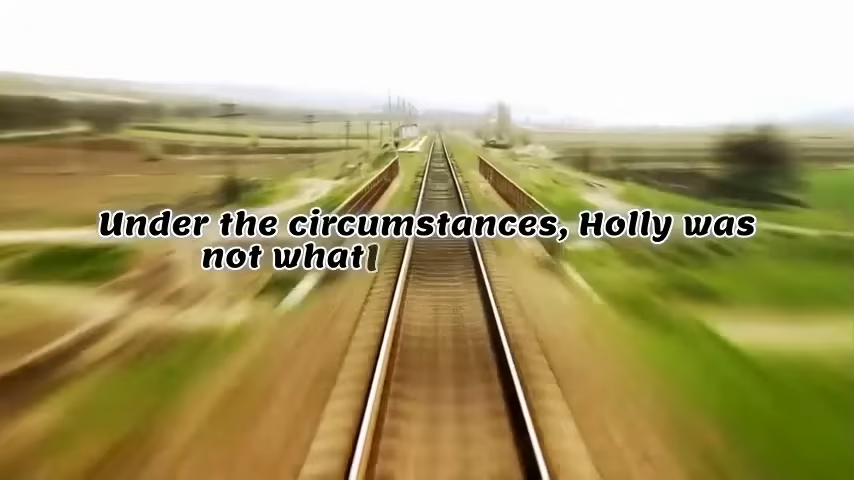 Under the circumstances, Holly was
not what